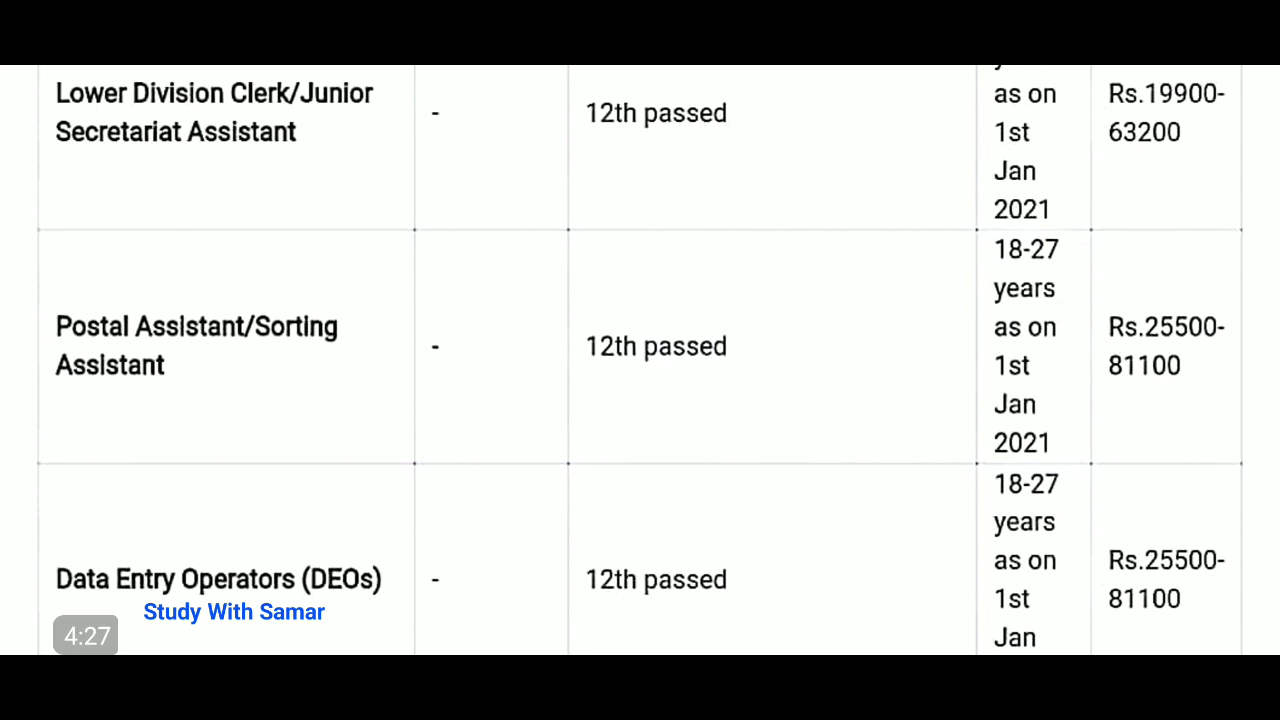 Lower Division Clerk/Junior
Secretariat Assistant
-
12th passed
as on
1st
Jan
2021
Rs.19900-
63200
Postal Assistant/Sorting
Assistant
-
12th passed
18-27
years
as on
1st
Jan
2021
Rs.25500-
81100
Data Entry Operators (DEOs)
-
12th passed
18-27
years
as on
1st
Jan
Rs.25500-
81100
Study With Samar
4:27